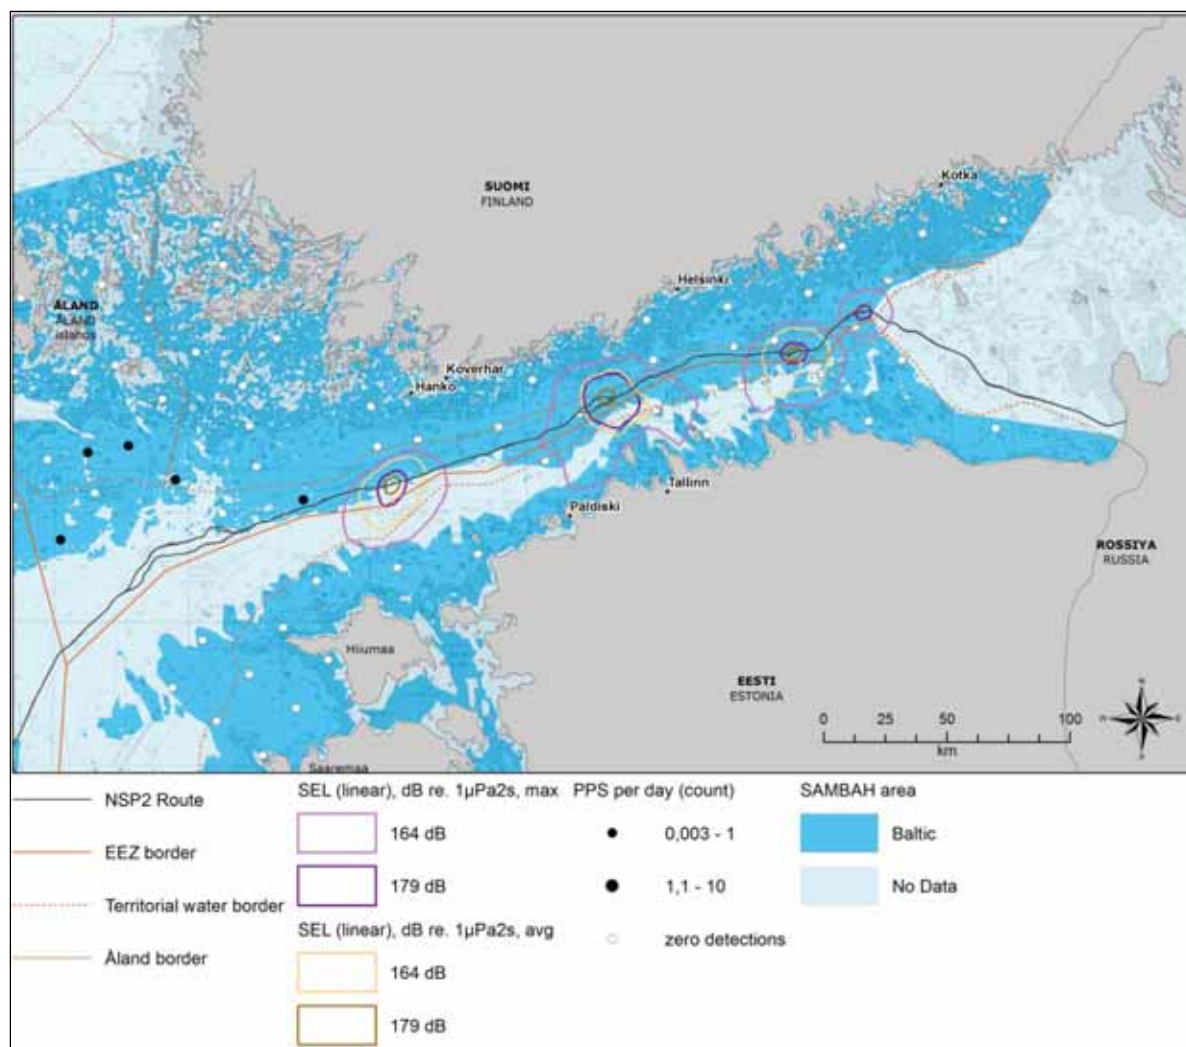 Kotka
SUOMI
FINLAND
Helsinki
ÅLAND
ÅLAND
islands
Koverhar
Hanko
Tallinn
Paldiski
ROSSIYA
RUSSIA
Hiiumaa
EESTI
ESTONIA
N
W
E
S
0 25 50 100
km
Saaremaa
NSP2 Route
EEZ border
Territorial water border
Åland border
SEL (linear), dB re. 1µPa2s, max
164 dB
179 dB
SEL (linear), dB re. 1µPa2s, avg
164 dB
179 dB
PPS per day (count)
0,003 - 1
1,1 - 10
zero detections
SAMBAH area
Baltic
No Data